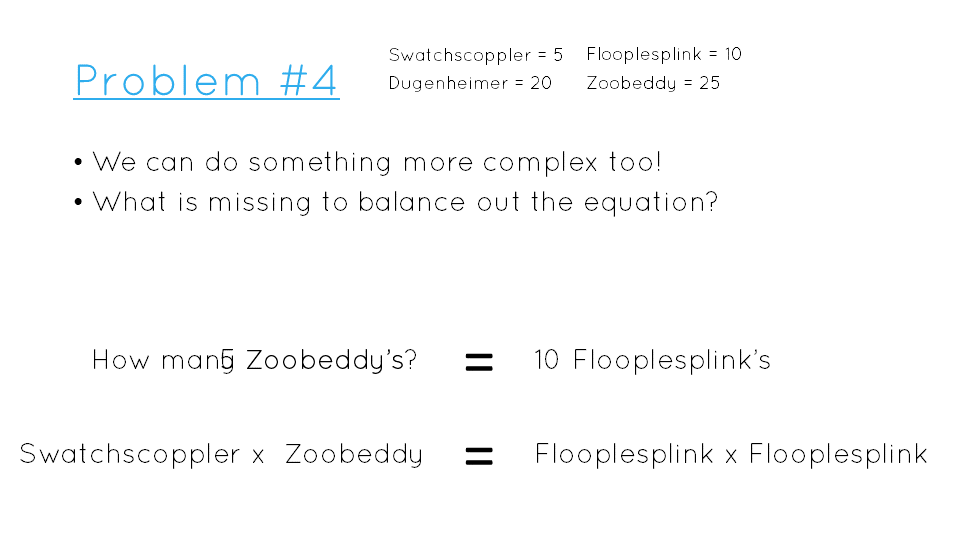 Problem #4
Swatchscoppler = 5 Flooplesplink = 10
Dugenheimer = 20 Zoobeddy = 25
• We can do something more complex too!
• What is missing to balance out the equation?
How many 5 Zoobeddy's? = 10 Flooplesplink's
Swatchscoppler x Zoobeddy = Flooplesplink x Flooplesplink